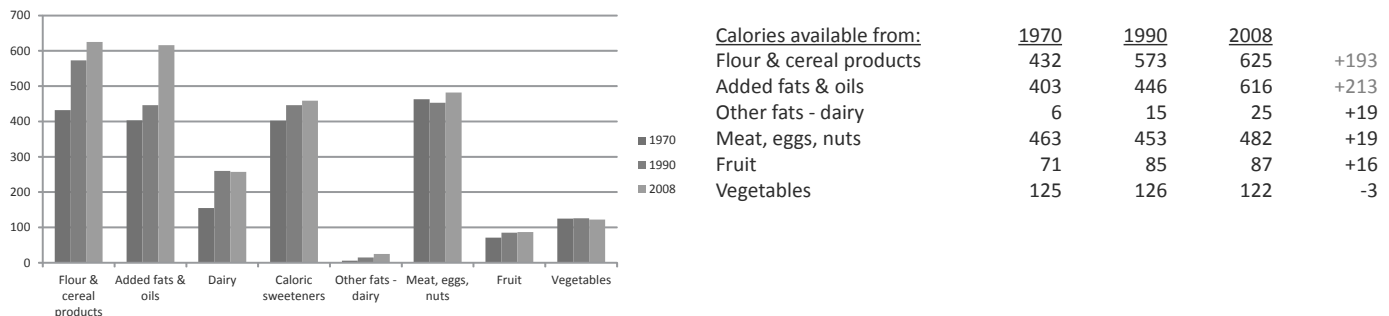 700
600
500
400
300
200
100
0
Flour & cereal products
Added fats & oils
Dairy
Caloric sweeteners
Other fats - dairy
Meat, eggs, nuts
Fruit
Vegetables
1970
1990
2008
Calories available from: 1970 1990 2008
Flour & cereal products 432 573 625 +193
Added fats & oils 403 446 616 +213
Other fats - dairy 6 15 25 +19
Meat, eggs, nuts 463 453 482 +19
Fruit 71 85 87 +16
Vegetables 125 126 122 -3